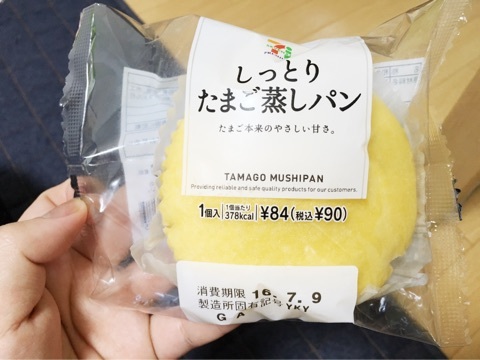 しっとり
たまご蒸しパン
たまご本来のやさしい甘さ。
TAMAGO MUSHIPAN
Providing reliable and safe quality products for our customers.
1個入 1個当たり 378kcal ¥84(税込¥90)
消費期限 16. 7. 9
製造所固有記号 YKY